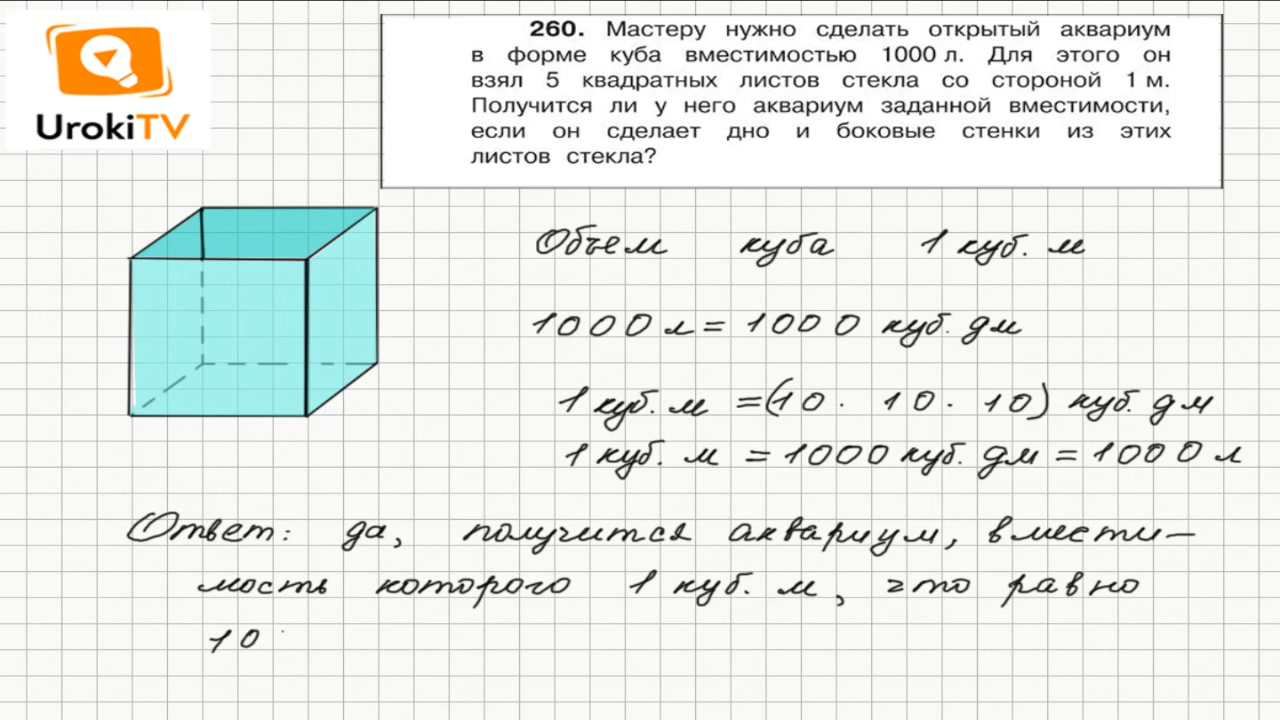 UrokiTV
260. Мастеру нужно сделать открытый аквариум
в форме куба вместимостью 1000 л. Для этого он
взял 5 квадратных листов стекла со стороной 1 м.
Получится ли у него аквариум заданной вместимости,
если он сделает дно и боковые стенки из этих
листов стекла?
Объем куба 1 куб. м
1000 л = 1000 куб. дм
1 куб. м = (10 · 10 · 10) куб. дм
1 куб. м = 1000 куб. дм = 1000 л
Ответ: да, получится аквариум, вмести-
мость которого 1 куб. м, что равно
10